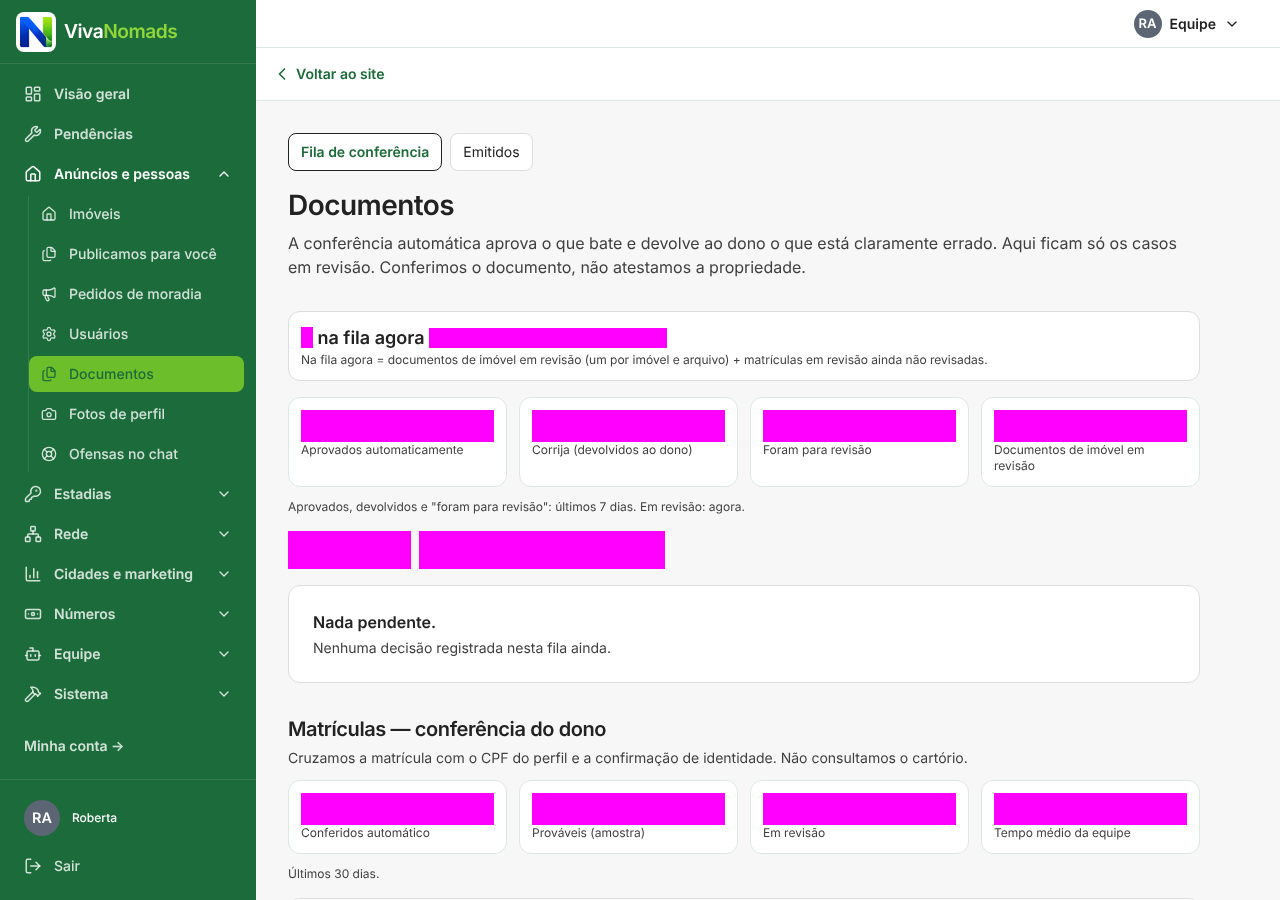 VivaNomads
RA Equipe
Voltar ao site
Visão geral
Pendências
Anúncios e pessoas
Imóveis
Publicamos para você
Pedidos de moradia
Usuários
Documentos
Fotos de perfil
Ofensas no chat
Estadias
Rede
Cidades e marketing
Números
Equipe
Sistema
Minha conta →
RA Roberta
Sair
Fila de conferência
Emitidos
Documentos
A conferência automática aprova o que bate e devolve ao dono o que está claramente errado. Aqui ficam só os casos
em revisão. Conferimos o documento, não atestamos a propriedade.
na fila agora
Na fila agora = documentos de imóvel em revisão (um por imóvel e arquivo) + matrículas em revisão ainda não revisadas.
Aprovados automaticamente
Corrija (devolvidos ao dono)
Foram para revisão
Documentos de imóvel em
revisão
Aprovados, devolvidos e "foram para revisão": últimos 7 dias. Em revisão: agora.
Nada pendente.
Nenhuma decisão registrada nesta fila ainda.
Matrículas — conferência do dono
Cruzamos a matrícula com o CPF do perfil e a confirmação de identidade. Não consultamos o cartório.
Conferidos automático
Prováveis (amostra)
Em revisão
Tempo médio da equipe
Últimos 30 dias.